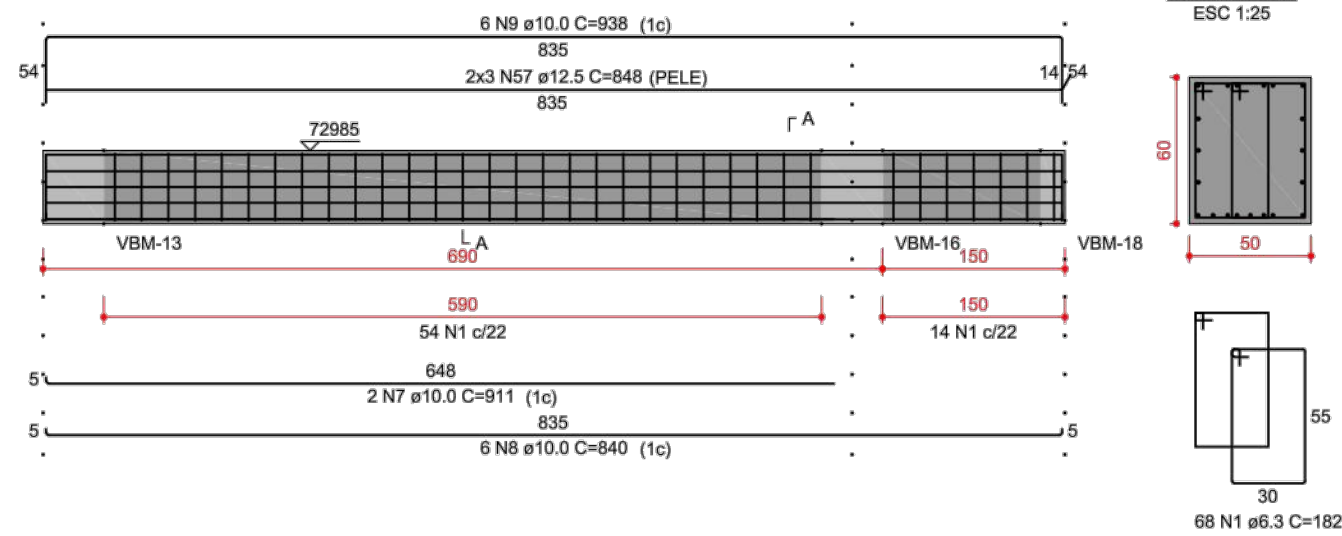 6 N9 ø10.0 C=938 (1c)
ESC 1:25
835
54
2x3 N57 ø12.5 C=848 (PELE)
14
54
835
A
72985
60
A
VBM-13
VBM-16
VBM-18
50
690
150
590
150
54 N1 c/22
14 N1 c/22
648
5
2 N7 ø10.0 C=911 (1c)
835
55
5
5
6 N8 ø10.0 C=840 (1c)
30
68 N1 ø6.3 C=182